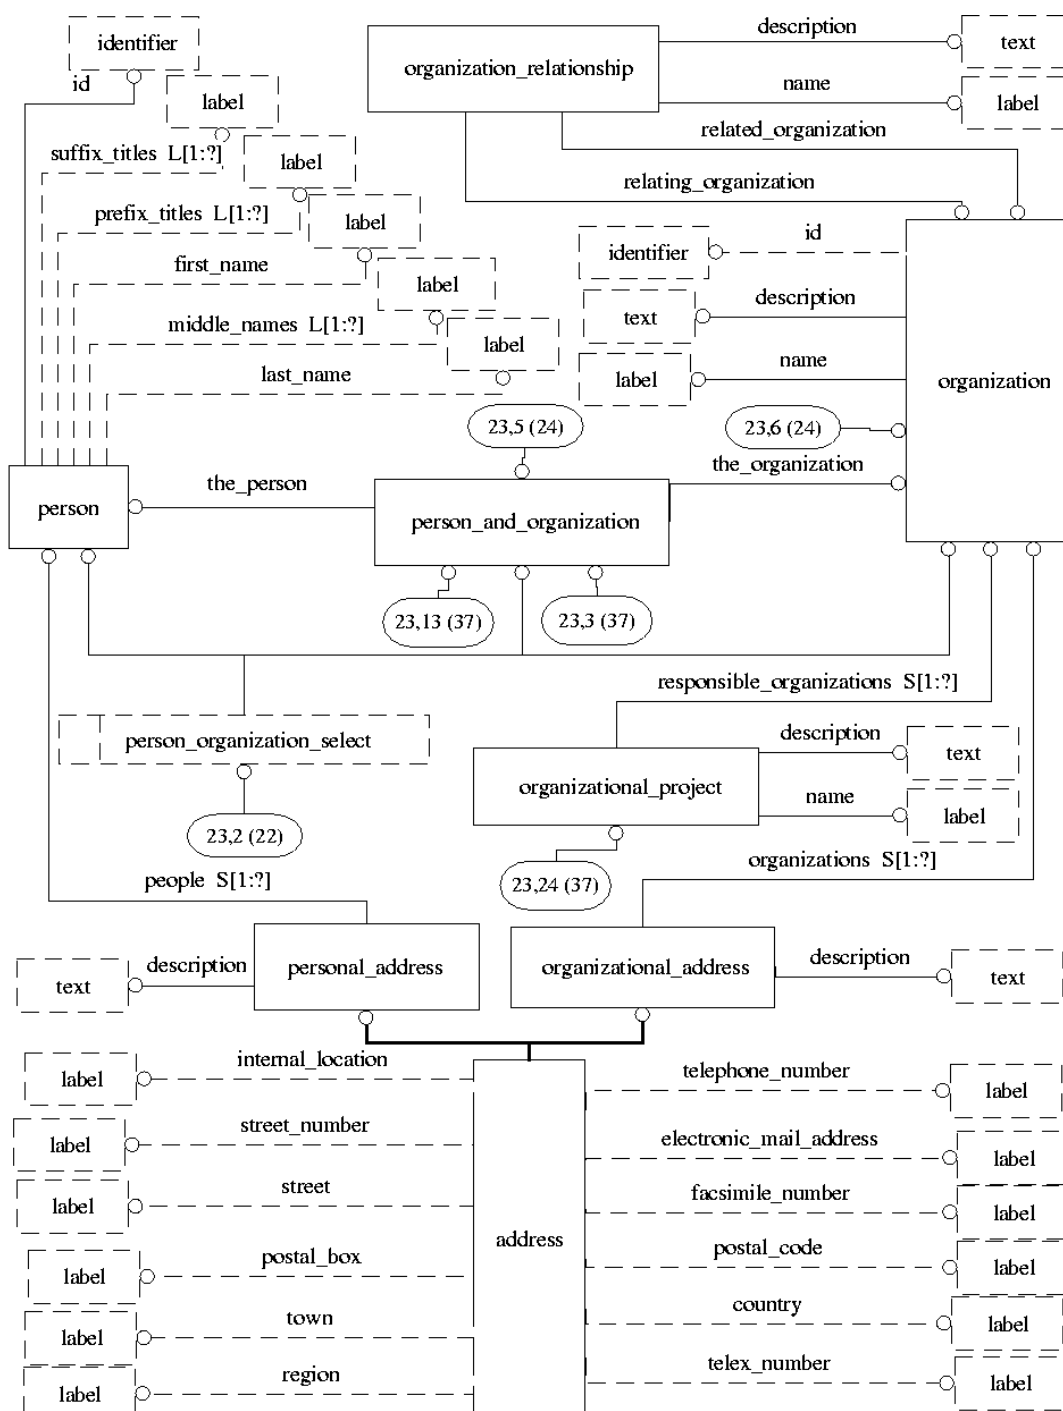 description
identifier
text
organization_relationship
id
name
label
label
related_organization
suffix_titles L[1:?]
label
relating_organization
prefix_titles L[1:?]
label
id
identifier
first_name
label
description
text
middle_names L[1:?]
label
name
last_name
label
organization
23,5 (24)
23,6 (24)
the_organization
the_person
person
person_and_organization
23,13 (37)
23,3 (37)
responsible_organizations S[1:?]
person_organization_select
description
text
organizational_project
name
label
23,2 (22)
organizations S[1:?]
people S[1:?]
23,24 (37)
description
personal_address
organizational_address
description
text
text
internal_location
telephone_number
label
label
street_number
electronic_mail_address
label
label
street
facsimile_number
label
label
address
postal_box
postal_code
label
label
town
country
label
label
region
telex_number
label
label